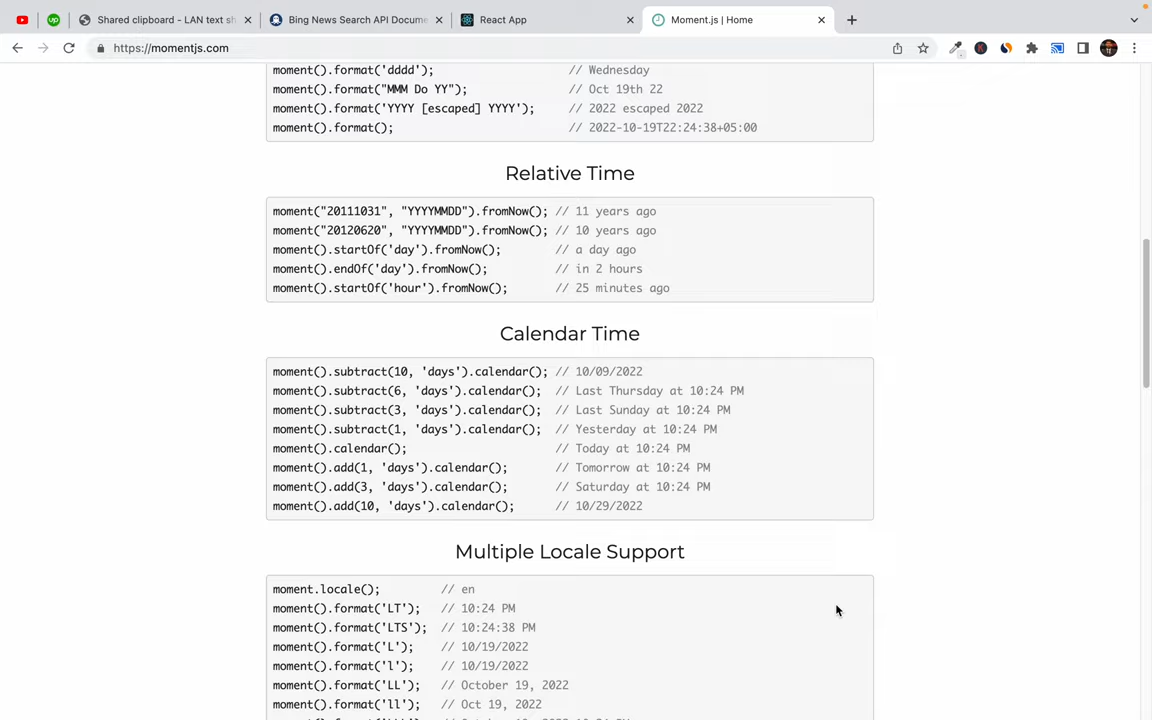 Shared clipboard - LAN text sh
Bing News Search API Docume
React App
Moment.js | Home
https://momentjs.com
moment().format('dddd'); // Wednesday
moment().format("MMM Do YY"); // Oct 19th 22
moment().format('YYYY [escaped] YYYY'); // 2022 escaped 2022
moment().format(); // 2022-10-19T22:24:38+05:00
Relative Time
moment("20111031", "YYYYMMDD").fromNow(); // 11 years ago
moment("20120620", "YYYYMMDD").fromNow(); // 10 years ago
moment().startOf('day').fromNow(); // a day ago
moment().endOf('day').fromNow(); // in 2 hours
moment().startOf('hour').fromNow(); // 25 minutes ago
Calendar Time
moment().subtract(10, 'days').calendar(); // 10/09/2022
moment().subtract(6, 'days').calendar(); // Last Thursday at 10:24 PM
moment().subtract(3, 'days').calendar(); // Last Sunday at 10:24 PM
moment().subtract(1, 'days').calendar(); // Yesterday at 10:24 PM
moment().calendar(); // Today at 10:24 PM
moment().add(1, 'days').calendar(); // Tomorrow at 10:24 PM
moment().add(3, 'days').calendar(); // Saturday at 10:24 PM
moment().add(10, 'days').calendar(); // 10/29/2022
Multiple Locale Support
moment.locale(); // en
moment().format('LT'); // 10:24 PM
moment().format('LTS'); // 10:24:38 PM
moment().format('L'); // 10/19/2022
moment().format('l'); // 10/19/2022
moment().format('LL'); // October 19, 2022
moment().format('ll'); // Oct 19, 2022